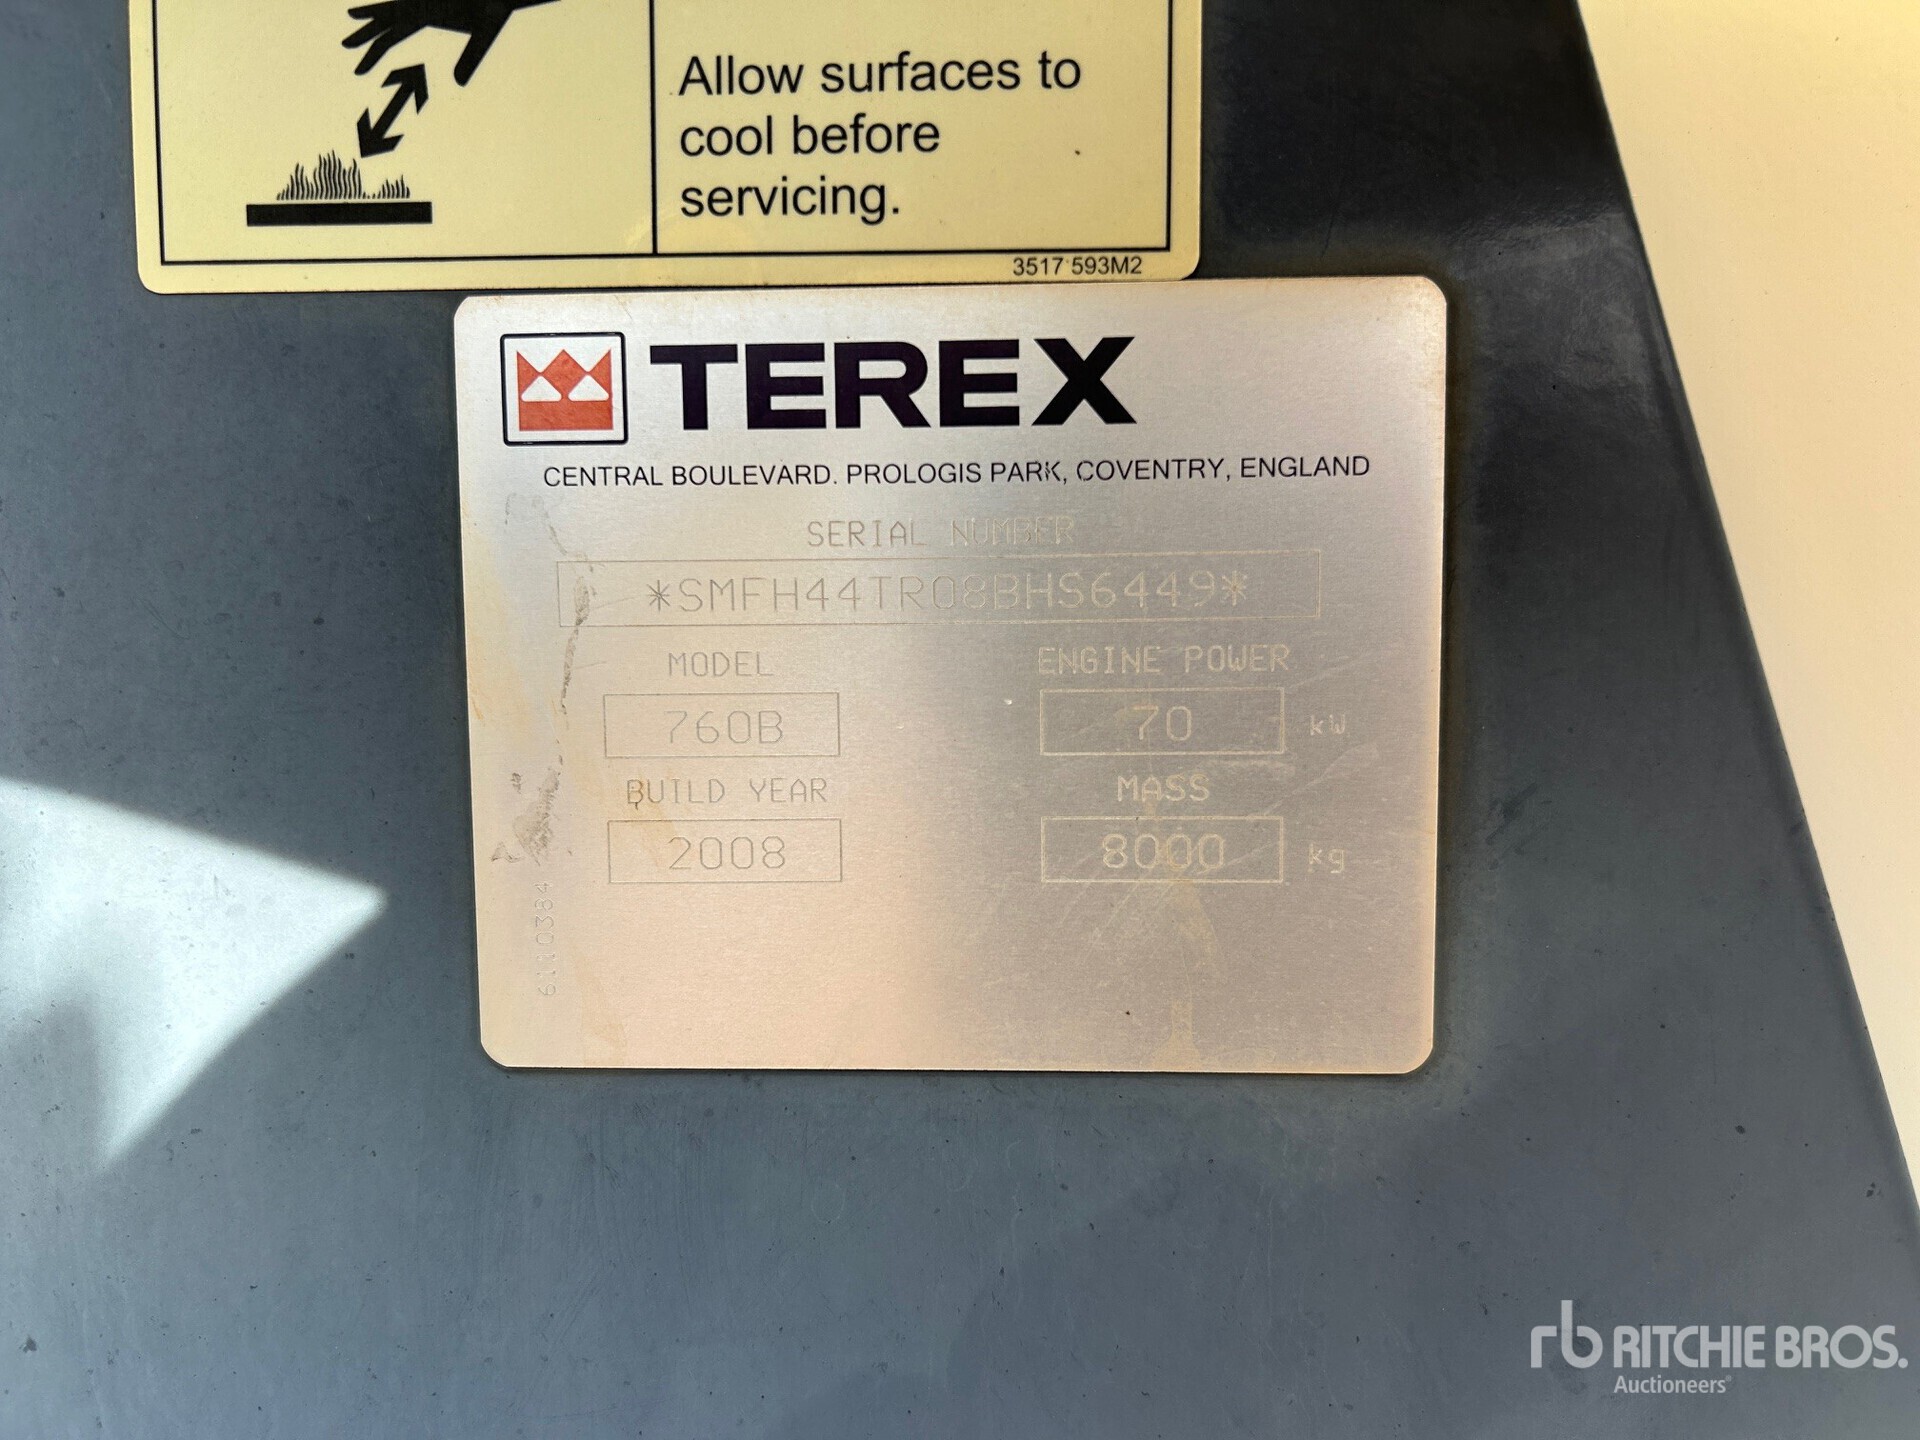 Allow surfaces to
cool before
servicing.
3517 593M2
TEREX
CENTRAL BOULEVARD. PROLOGIS PARK, COVENTRY, ENGLAND
SERIAL NUMBER
*SMFH44TR08BHS6449*
MODEL
ENGINE POWER
760B
70 kW
BUILD YEAR
MASS
2008
8000 kg
6110384
rb RITCHIE BROS.
Auctioneers